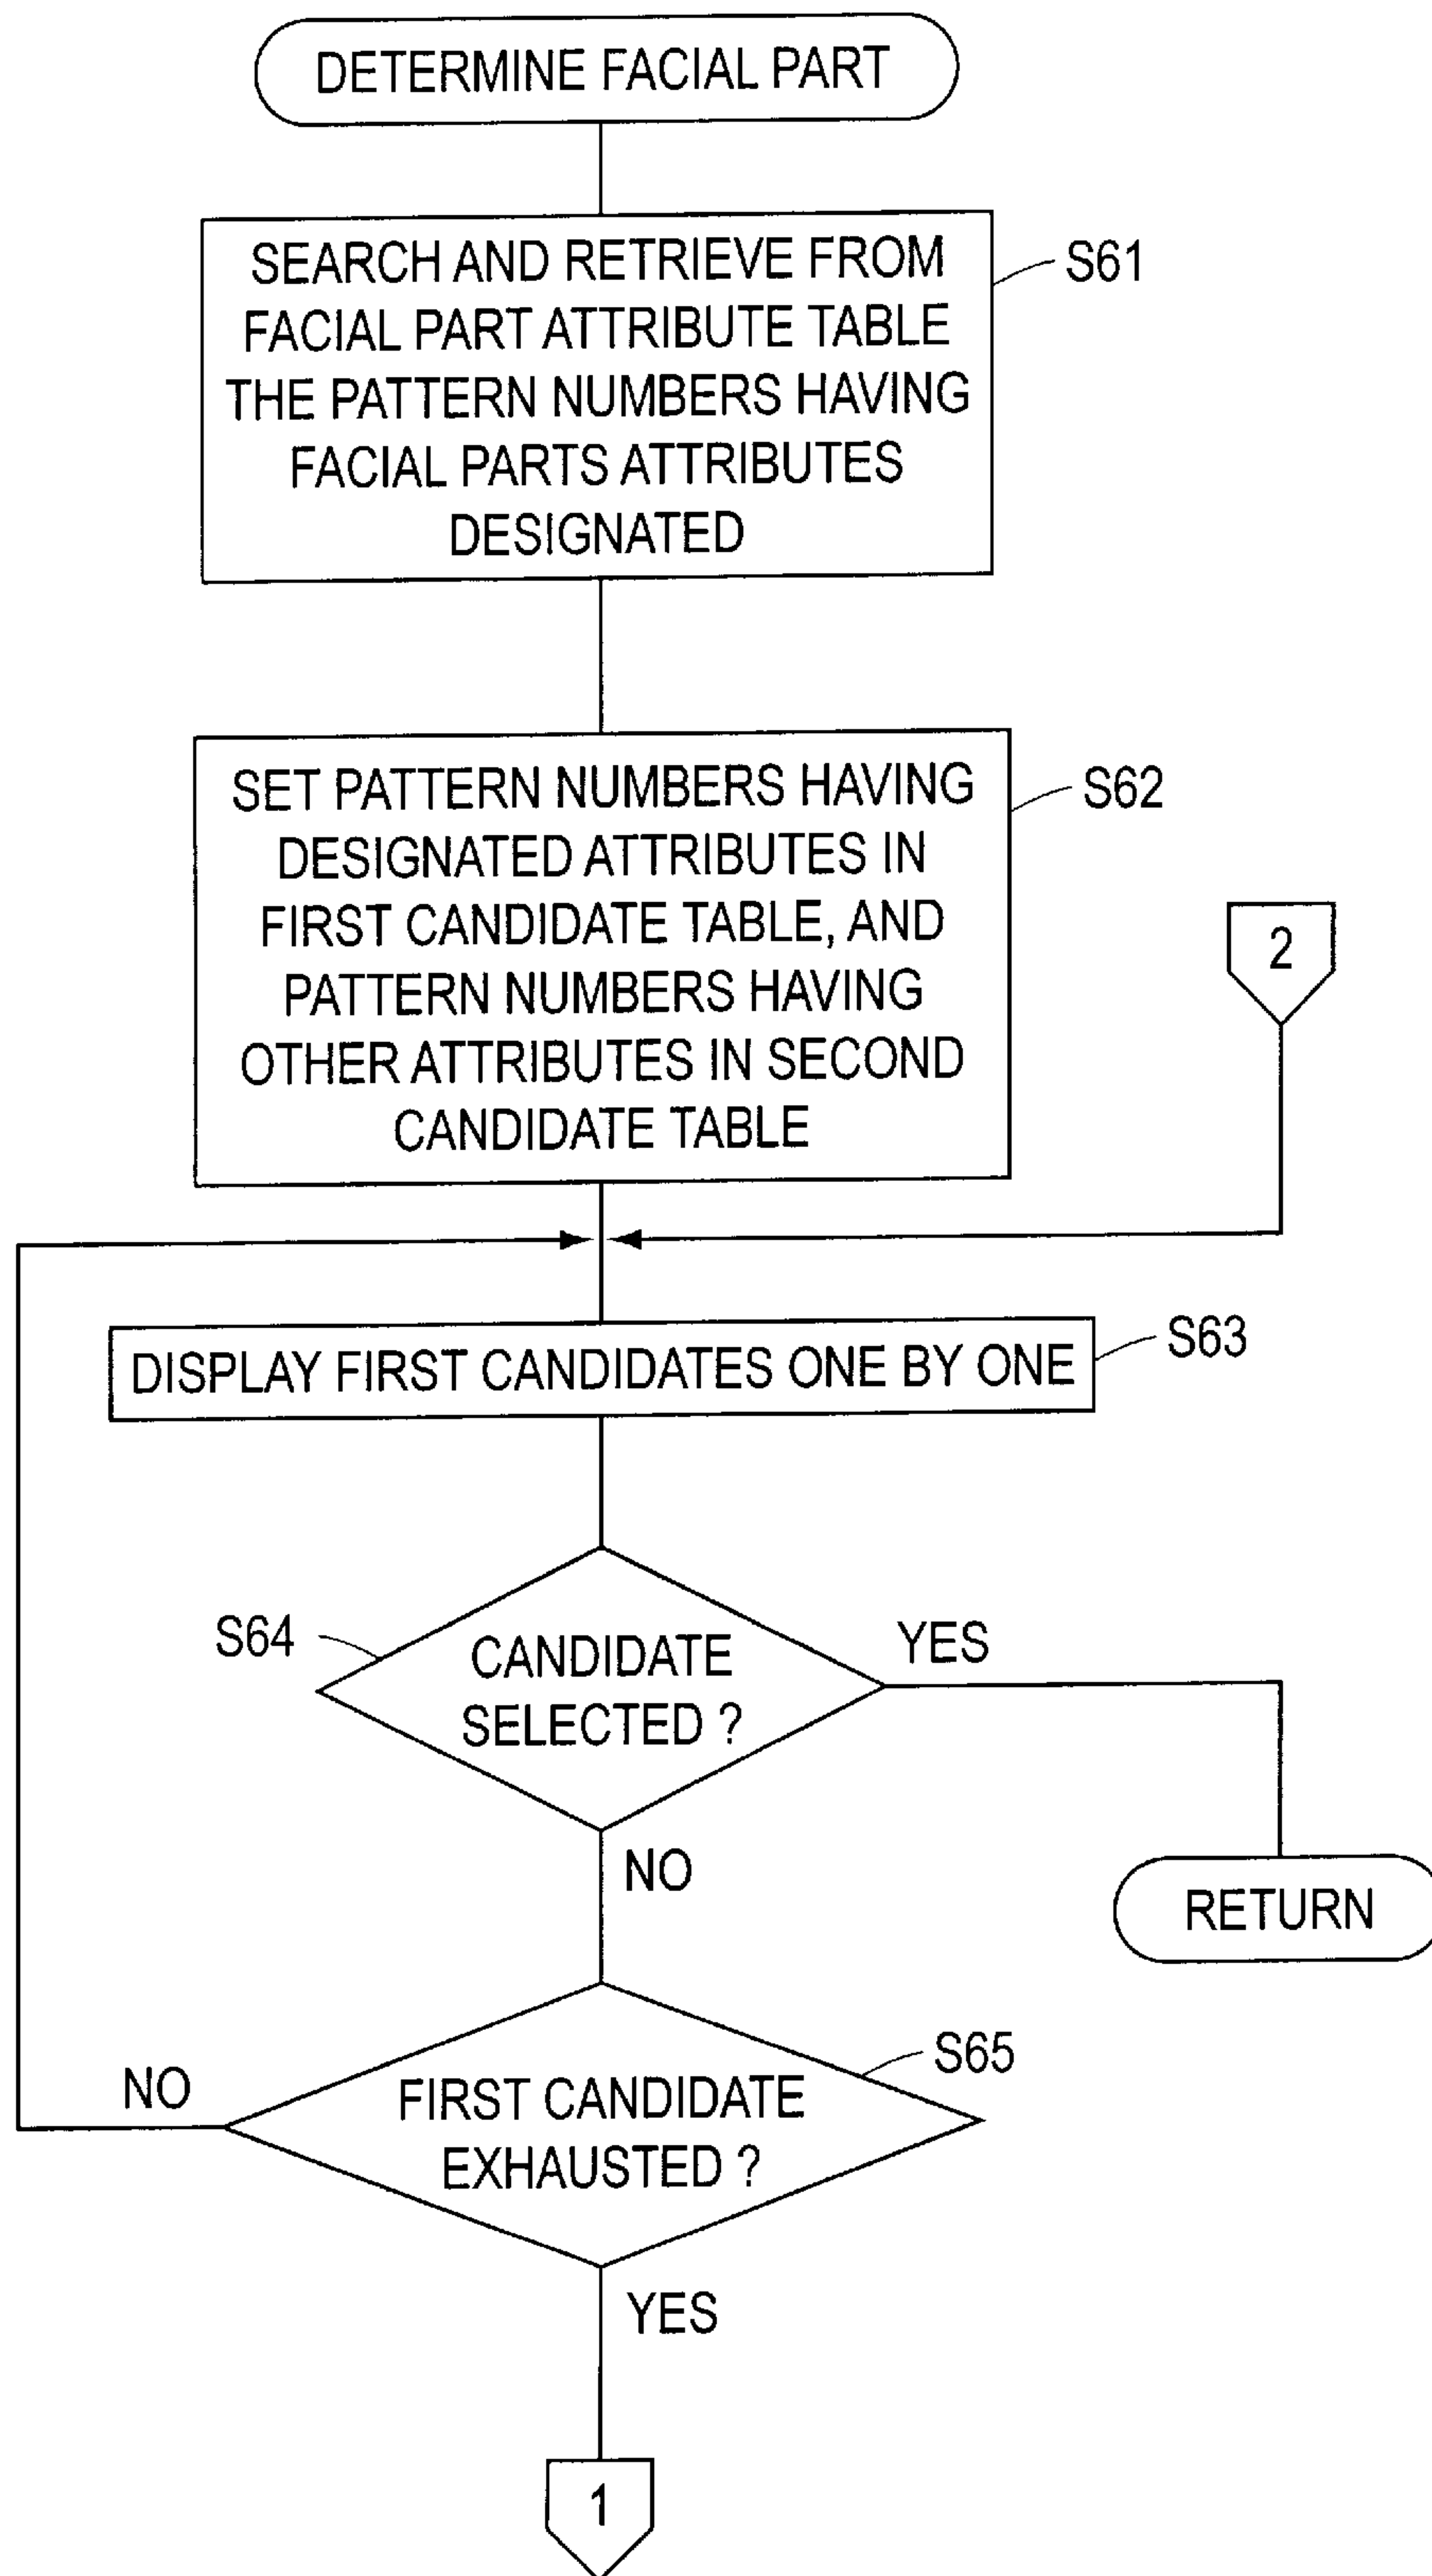 DETERMINE FACIAL PART
SEARCH AND RETRIEVE FROM
FACIAL PART ATTRIBUTE TABLE
THE PATTERN NUMBERS HAVING
FACIAL PARTS ATTRIBUTES
DESIGNATED
S61
SET PATTERN NUMBERS HAVING
DESIGNATED ATTRIBUTES IN
FIRST CANDIDATE TABLE, AND
PATTERN NUMBERS HAVING
OTHER ATTRIBUTES IN SECOND
CANDIDATE TABLE
S62
2
DISPLAY FIRST CANDIDATES ONE BY ONE
S63
S64
CANDIDATE
SELECTED ?
YES
NO
RETURN
S65
NO
FIRST CANDIDATE
EXHAUSTED ?
YES
1